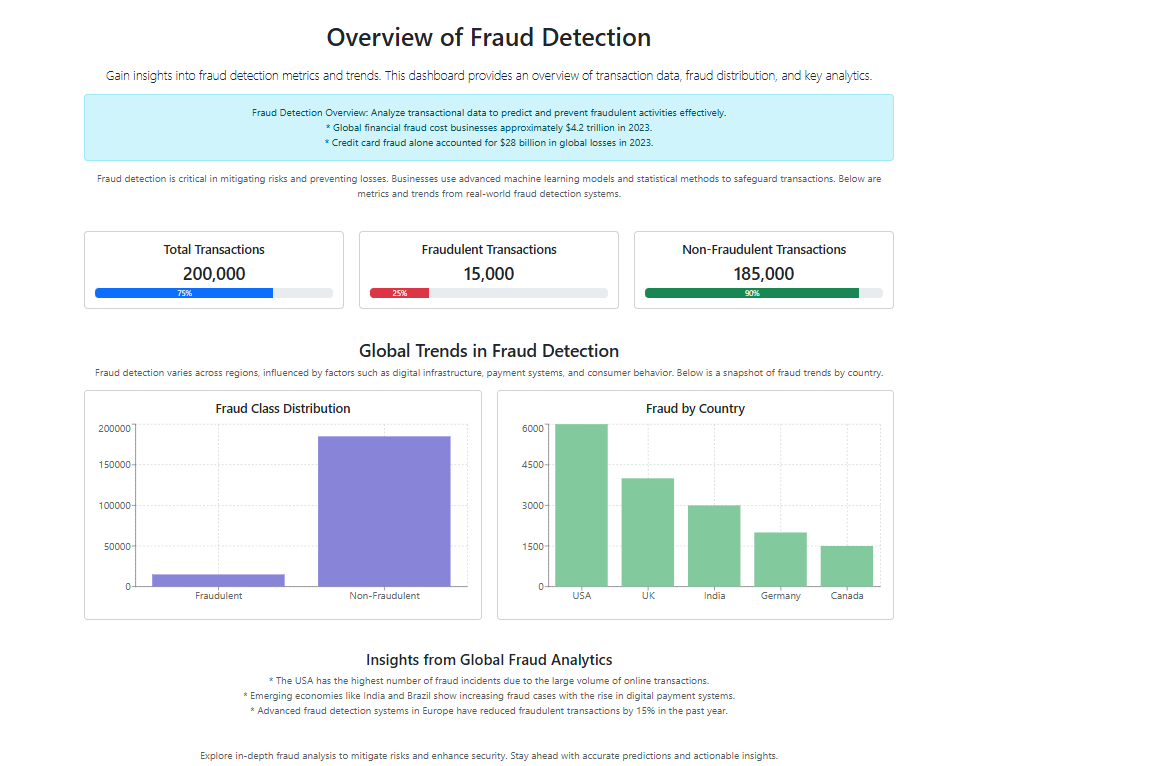 Overview of Fraud Detection
Gain insights into fraud detection metrics and trends. This dashboard provides an overview of transaction data, fraud distribution, and key analytics.
Fraud Detection Overview: Analyze transactional data to predict and prevent fraudulent activities effectively.
* Global financial fraud cost businesses approximately $4.2 trillion in 2023.
* Credit card fraud alone accounted for $28 billion in global losses in 2023.
Fraud detection is critical in mitigating risks and preventing losses. Businesses use advanced machine learning models and statistical methods to safeguard transactions. Below are
metrics and trends from real-world fraud detection systems.
Total Transactions
200,000
75%
Fraudulent Transactions
15,000
25%
Non-Fraudulent Transactions
185,000
90%
Global Trends in Fraud Detection
Fraud detection varies across regions, influenced by factors such as digital infrastructure, payment systems, and consumer behavior. Below is a snapshot of fraud trends by country.
Fraud Class Distribution
200000
150000
100000
50000
0
Fraudulent Non-Fraudulent
Fraud by Country
6000
4500
3000
1500
0
USA UK India Germany Canada
Insights from Global Fraud Analytics
* The USA has the highest number of fraud incidents due to the large volume of online transactions.
* Emerging economies like India and Brazil show increasing fraud cases with the rise in digital payment systems.
* Advanced fraud detection systems in Europe have reduced fraudulent transactions by 15% in the past year.
Explore in-depth fraud analysis to mitigate risks and enhance security. Stay ahead with accurate predictions and actionable insights.